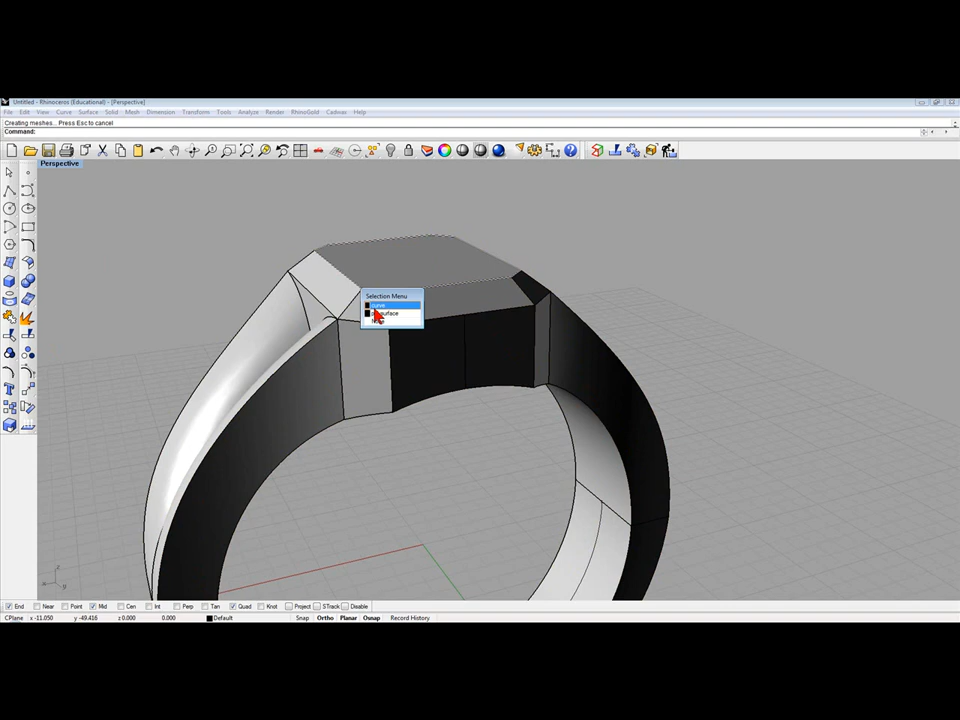 Untitled - Rhinoceros (Educational) - [Perspective]
File Edit View Curve Surface Solid Mesh Dimension Transform Tools Analyze Render RhinoGold Cadwax Help
Creating meshes... Press Esc to cancel
Command:
Perspective
Selection Menu
curve
surface
z
x
y
End Near Point Mid Cen Int Perp Tan Quad Knot Project STrack Disable
CPlane x -11.050 y -49.416 z 0.000 0.000 Default Snap Ortho Planar Osnap Record History